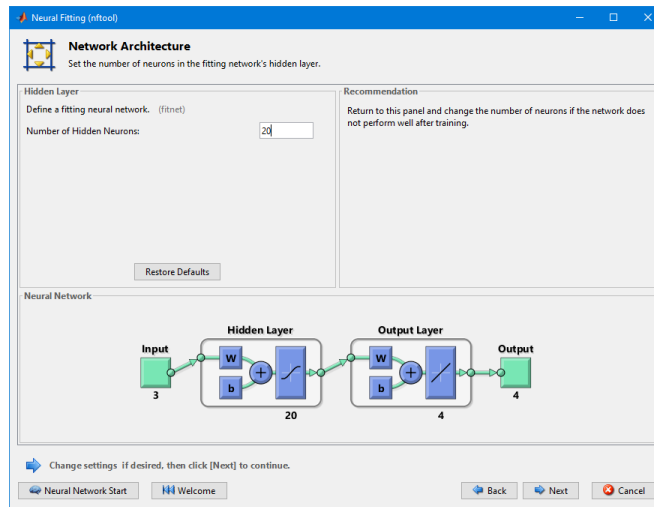 Neural Fitting (nftool)
Network Architecture
Set the number of neurons in the fitting network's hidden layer.
Hidden Layer
Define a fitting neural network. (fitnet)
Number of Hidden Neurons: 20
Restore Defaults
Recommendation
Return to this panel and change the number of neurons if the network does
not perform well after training.
Neural Network
Hidden Layer
Output Layer
Input
Output
W
b
W
b
3
20
4
4
Change settings if desired, then click [Next] to continue.
Neural Network Start
Welcome
Back
Next
Cancel